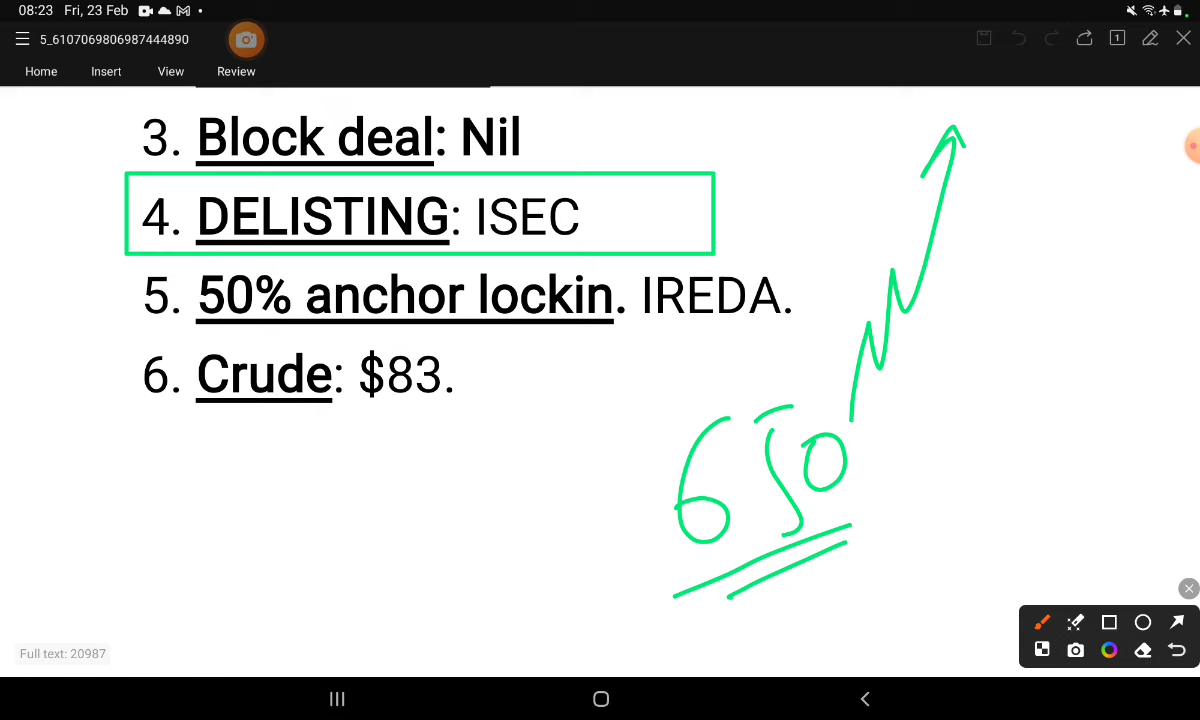 08:23 Fri, 23 Feb
5_6107069806987444890
1
Home Insert View Review
3. Block deal: Nil
4. DELISTING: ISEC
5. 50% anchor lockin. IREDA.
6. Crude: $83.
650
Full text: 20987